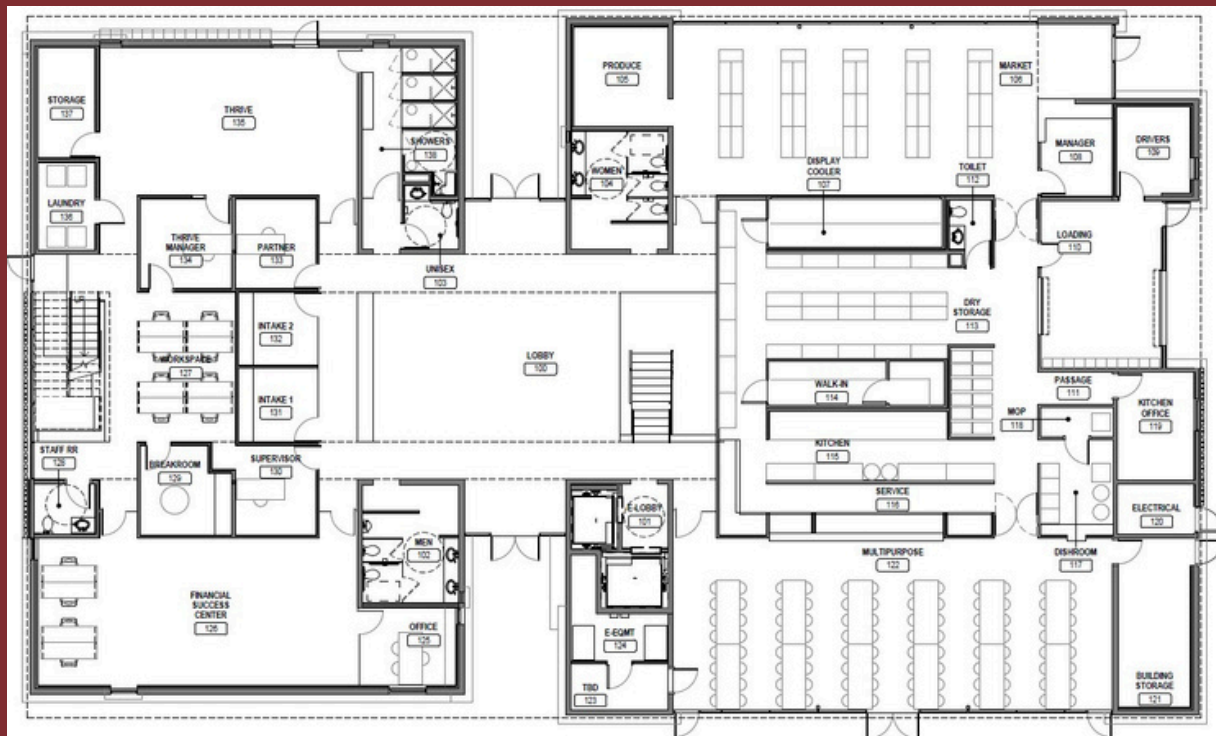 PRODUCE
105
MARKET
106
STORAGE
137
THRIVE
135
SHOWERS
138
WOMEN
104
DISPLAY
COOLER
107
TOILET
112
MANAGER
108
DRIVERS
109
LAUNDRY
136
THRIVE
MANAGER
134
PARTNER
133
UNISEX
103
LOADING
110
INTAKE 2
132
DRY
STORAGE
113
WORKSPACE
127
LOBBY
100
INTAKE 1
131
WALK-IN
114
PASSAGE
111
MOP
118
KITCHEN
OFFICE
119
STAFF RR
128
BREAKROOM
129
SUPERVISOR
130
KITCHEN
115
SERVICE
116
E-LOBBY
101
ELECTRICAL
120
MEN
102
MULTIPURPOSE
122
DISHROOM
117
FINANCIAL
SUCCESS
CENTER
126
OFFICE
125
E-EQMT
124
TBD
123
BUILDING
STORAGE
121